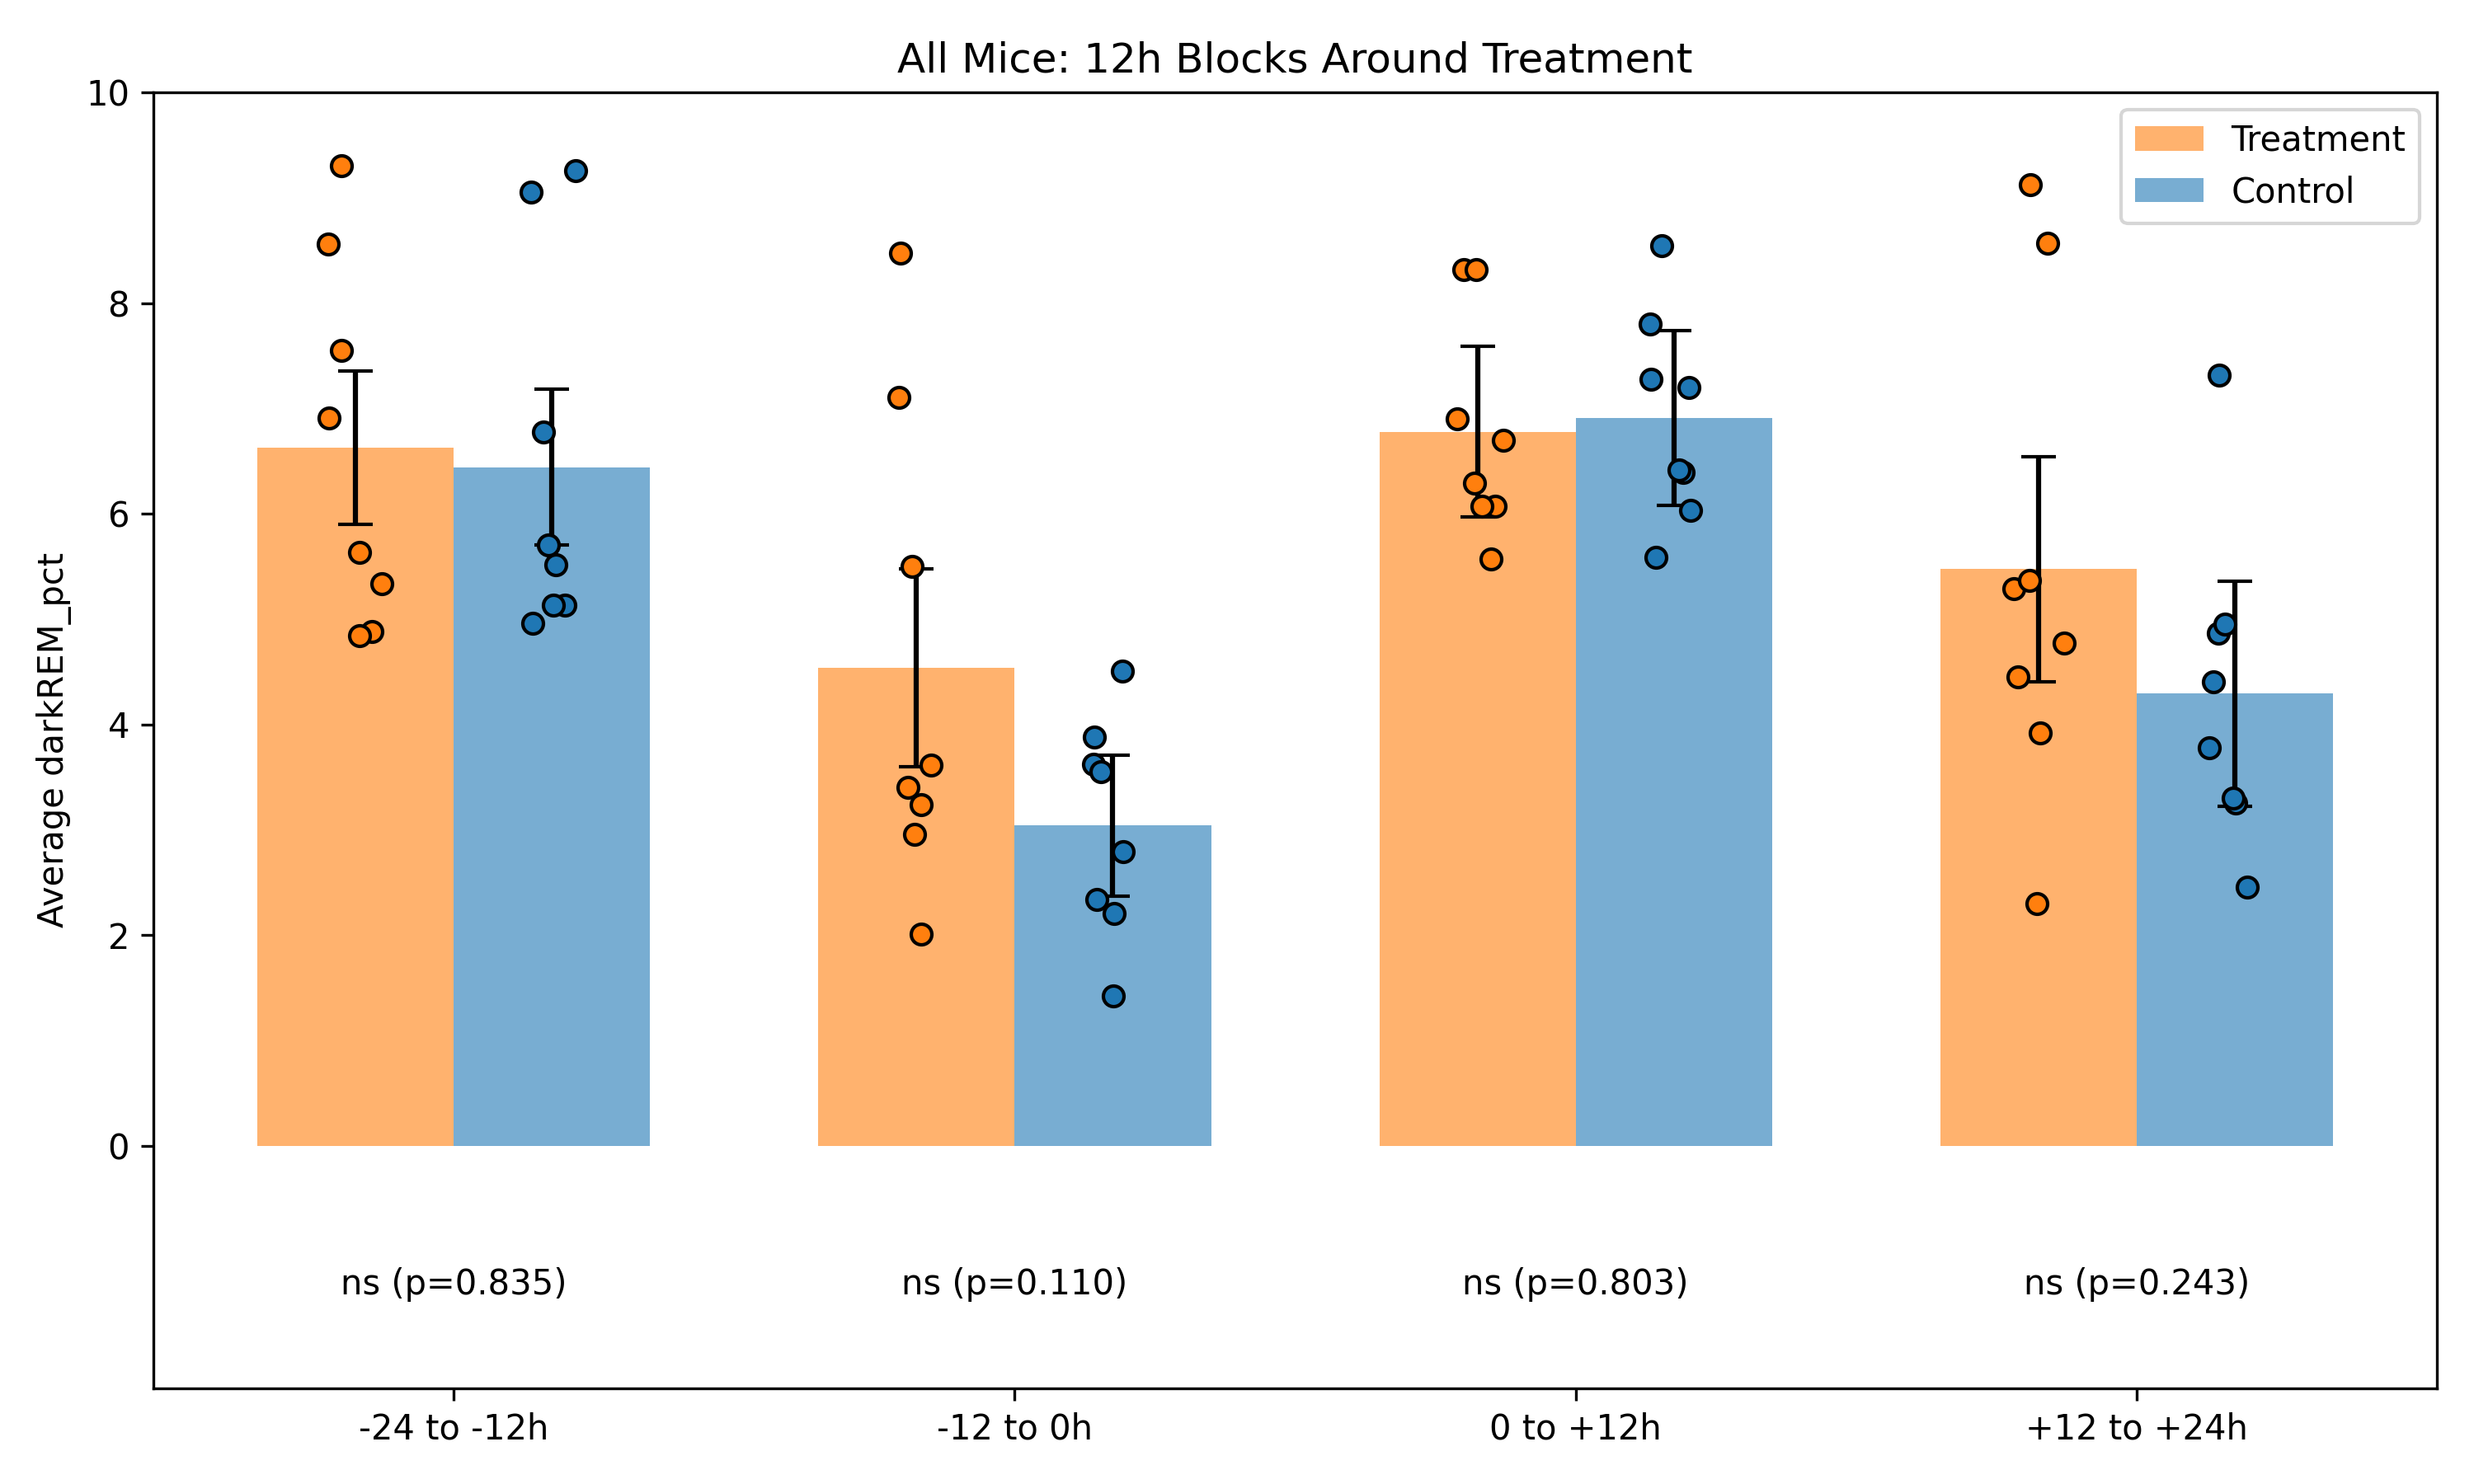 All Mice: 12h Blocks Around Treatment
Average darkREM_pct
10
8
6
4
2
0
Treatment
Control
ns (p=0.835)
ns (p=0.110)
ns (p=0.803)
ns (p=0.243)
-24 to -12h
-12 to 0h
0 to +12h
+12 to +24h